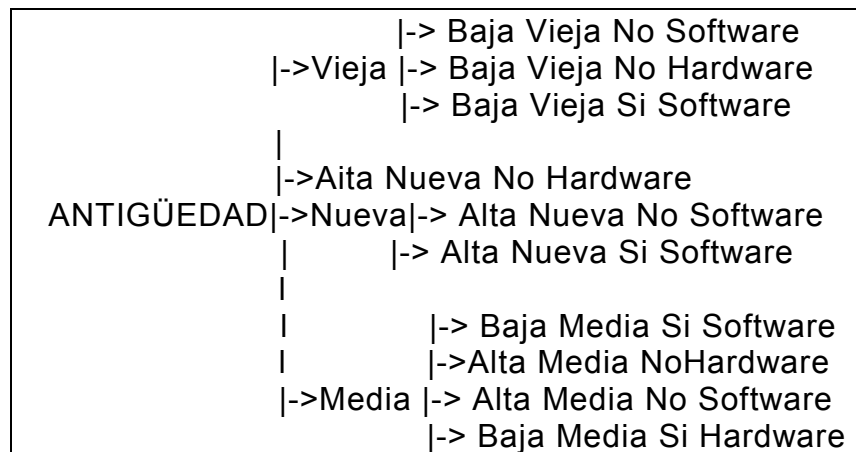 |-> Baja Vieja No Software
|->Vieja |-> Baja Vieja No Hardware
|-> Baja Vieja Si Software
|
|->Aita Nueva No Hardware
ANTIGÜEDAD|->Nueva|-> Alta Nueva No Software
| |-> Alta Nueva Si Software
I
I |-> Baja Media Si Software
I |->Alta Media NoHardware
|->Media |-> Alta Media No Software
|-> Baja Media Si Hardware